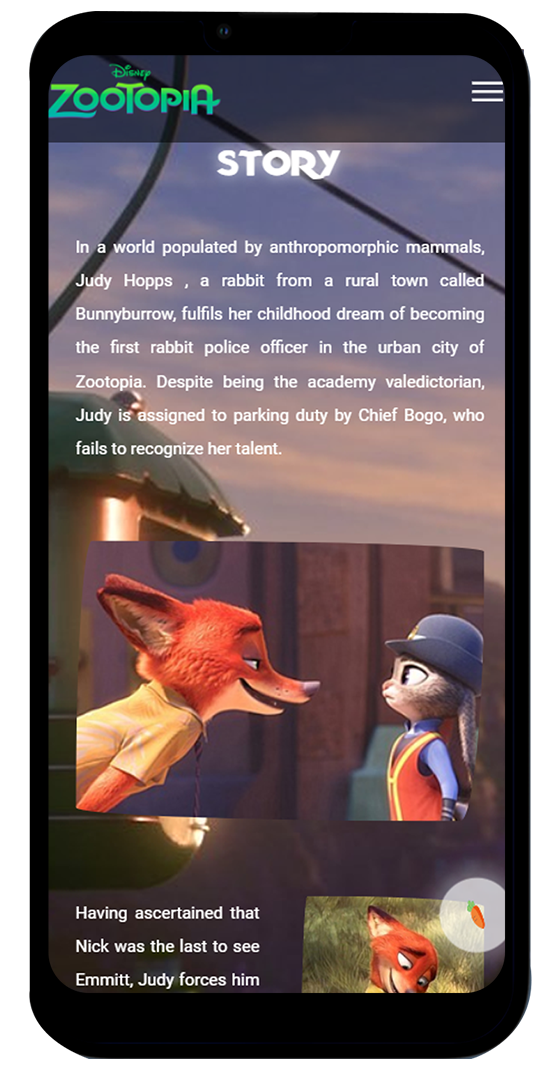 Disney
ZOOTOPIA
STORY
In a world populated by anthropomorphic mammals,
Judy Hopps , a rabbit from a rural town called
Bunnyburrow, fulfils her childhood dream of becoming
the first rabbit police officer in the urban city of
Zootopia. Despite being the academy valedictorian,
Judy is assigned to parking duty by Chief Bogo, who
fails to recognize her talent.
Having ascertained that
Nick was the last to see
Emmitt, Judy forces him